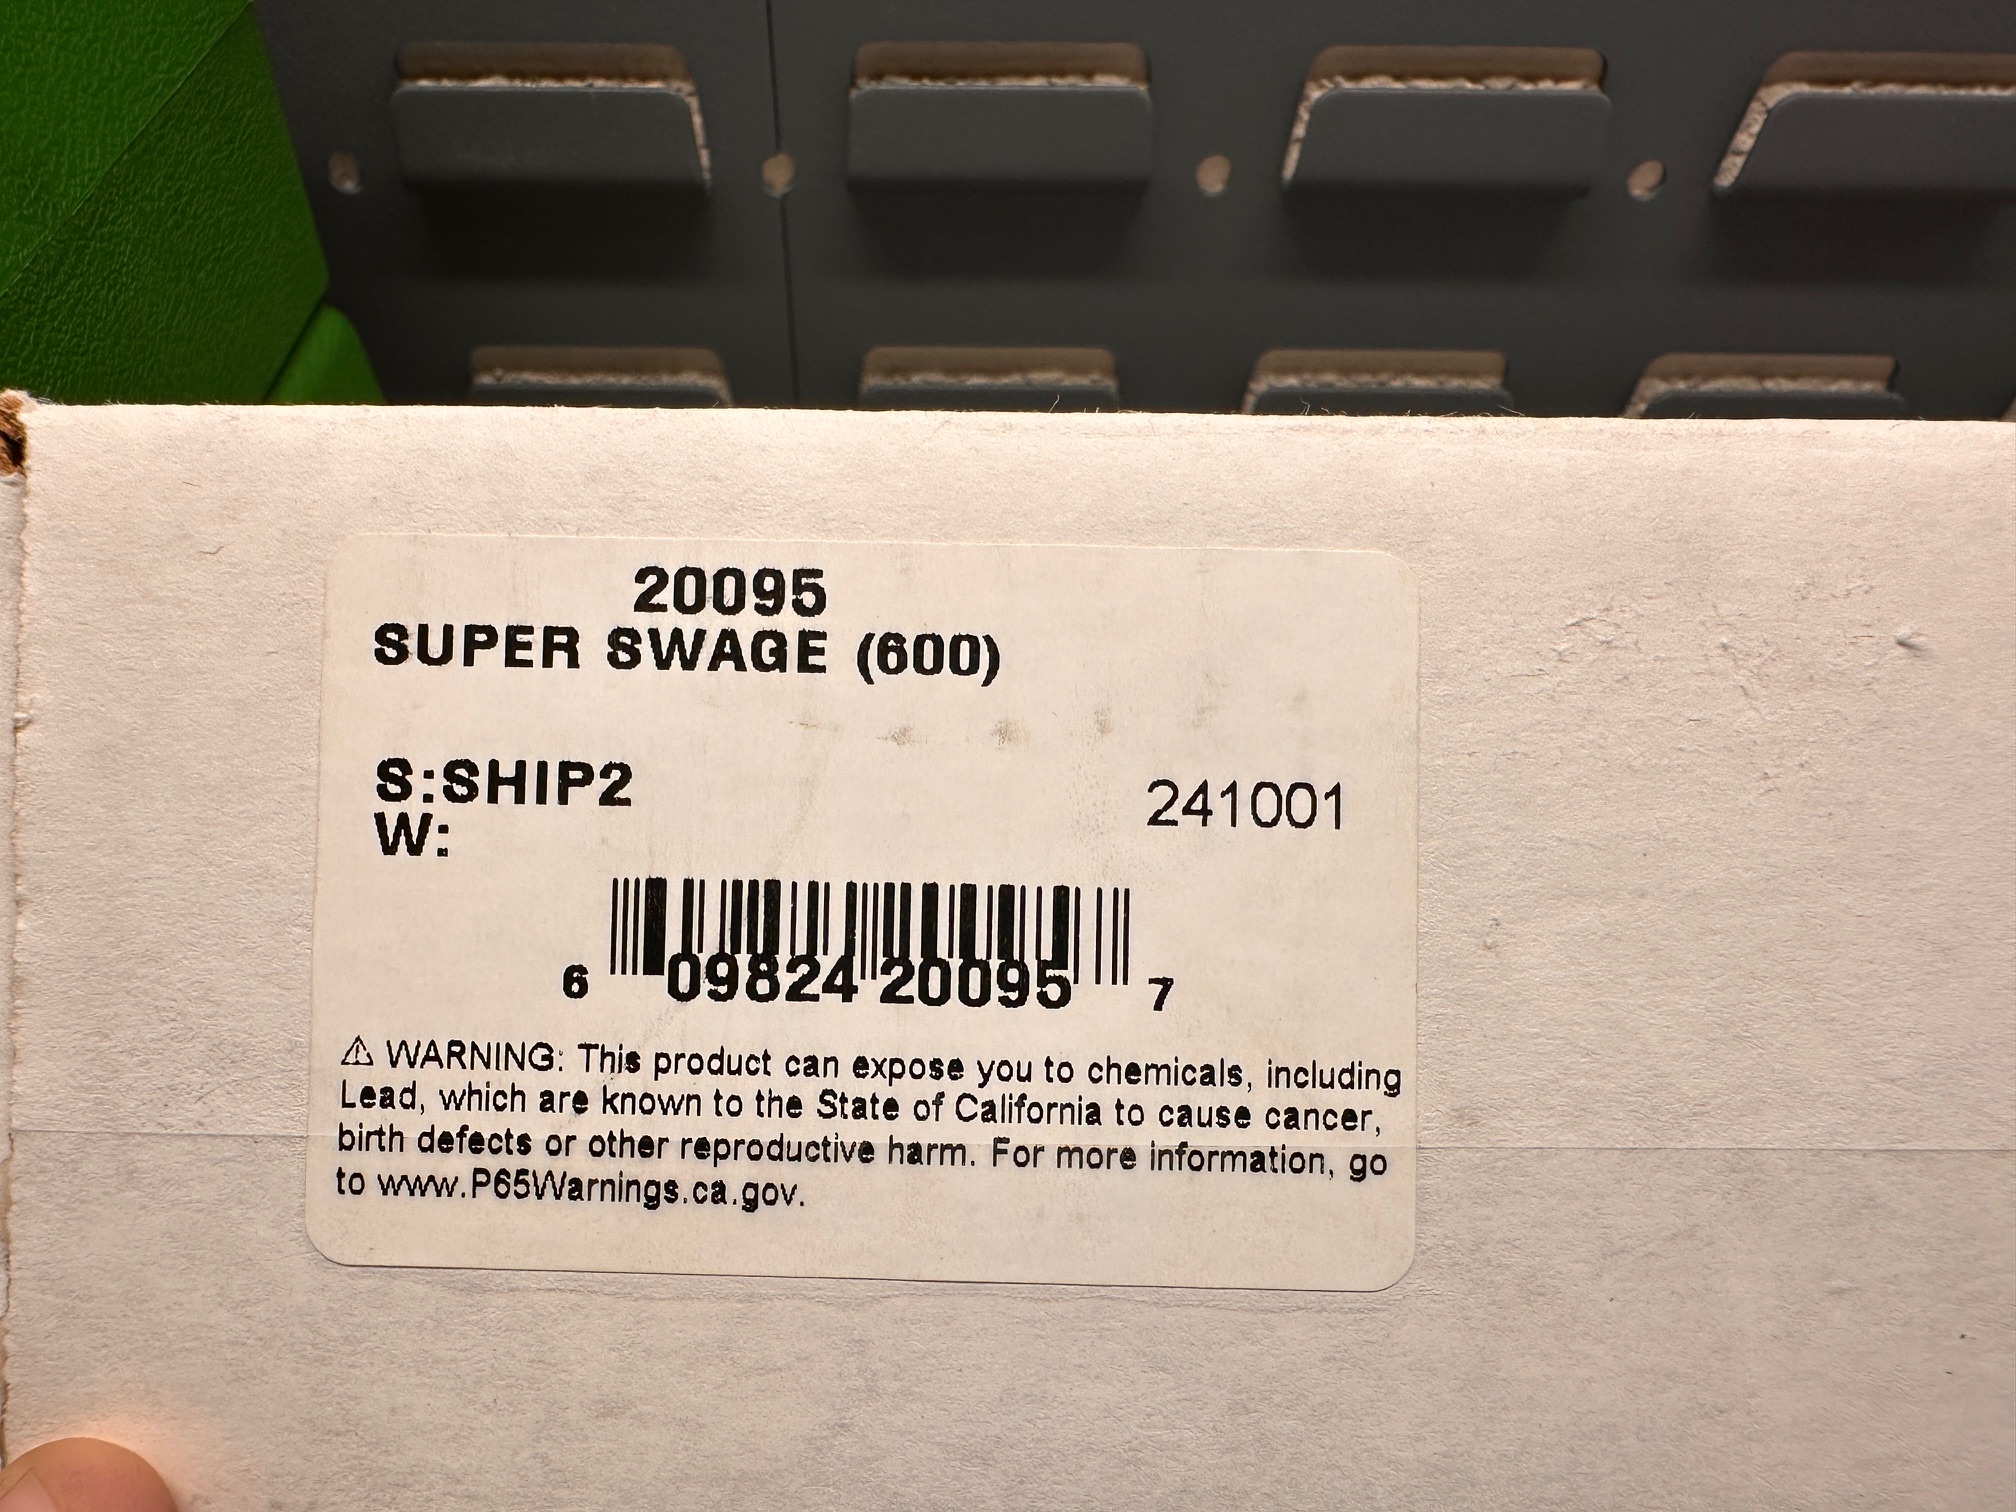 20095
SUPER SWAGE (600)
S:SHIP2
241001
W:
6 09824 20095 7
⚠ WARNING: This product can expose you to chemicals, including
Lead, which are known to the State of California to cause cancer,
birth defects or other reproductive harm. For more information, go
to www.P65Warnings.ca.gov.